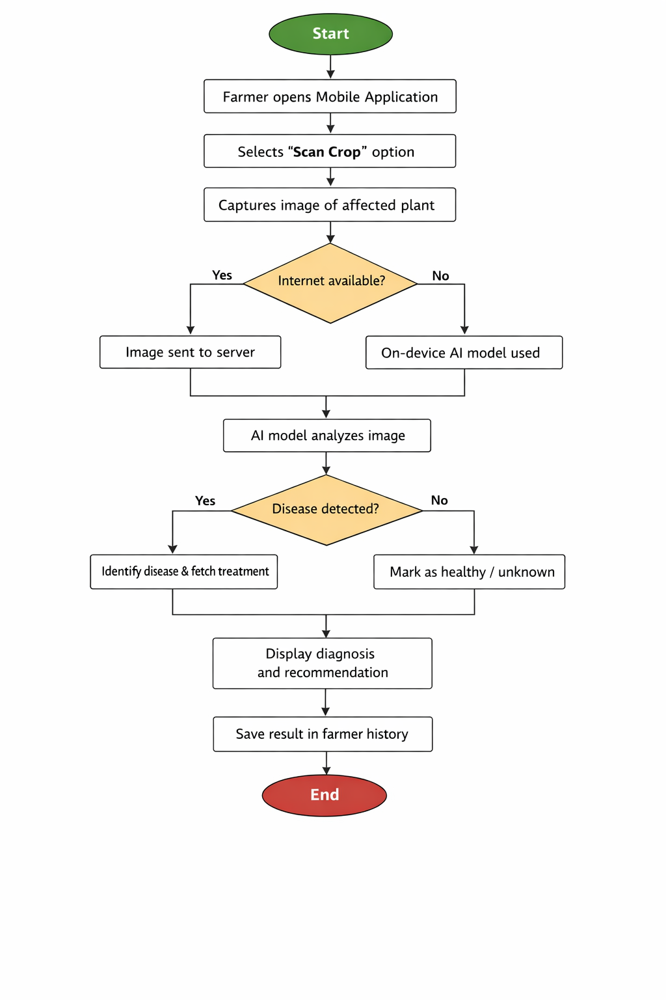 Start
Farmer opens Mobile Application
Selects “Scan Crop” option
Captures image of affected plant
Internet available?
Yes
No
Image sent to server
On-device AI model used
AI model analyzes image
Disease detected?
Yes
No
Identify disease & fetch treatment
Mark as healthy / unknown
Display diagnosis
and recommendation
Save result in farmer history
End